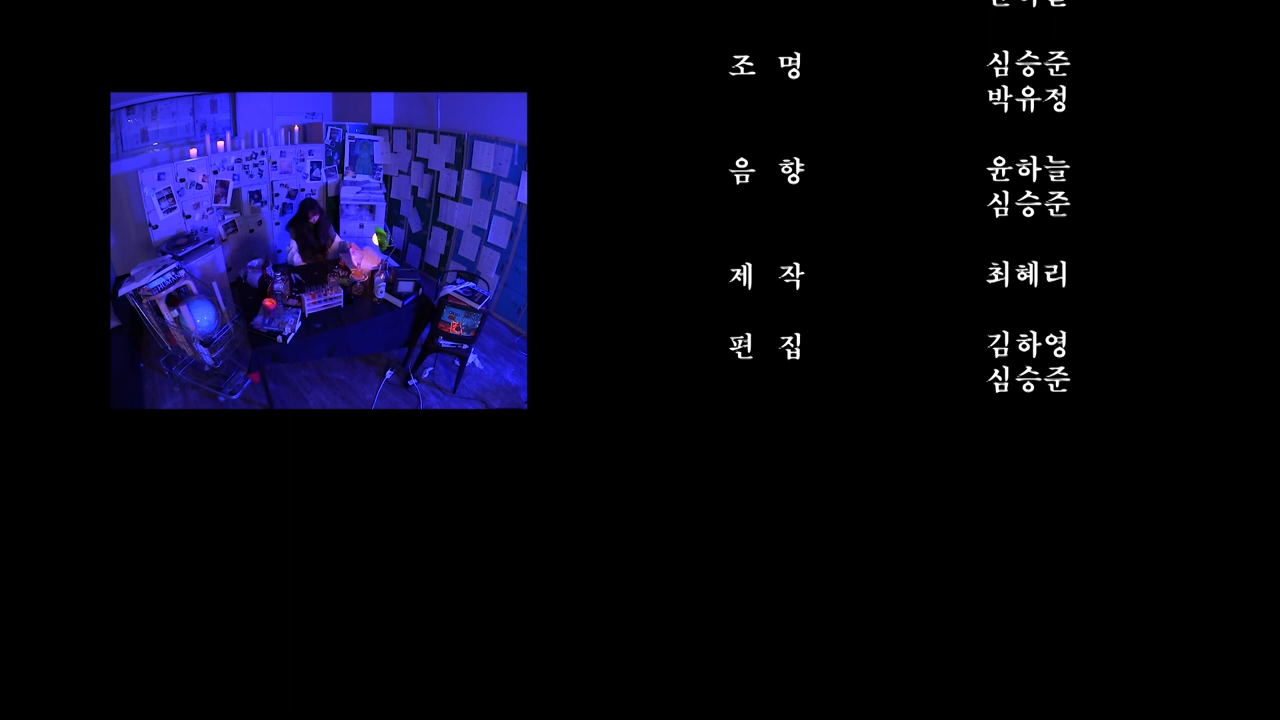 조 명 심승준
박유정
음 향 윤하늘
심승준
제 작 최혜리
편 집 김하영
심승준